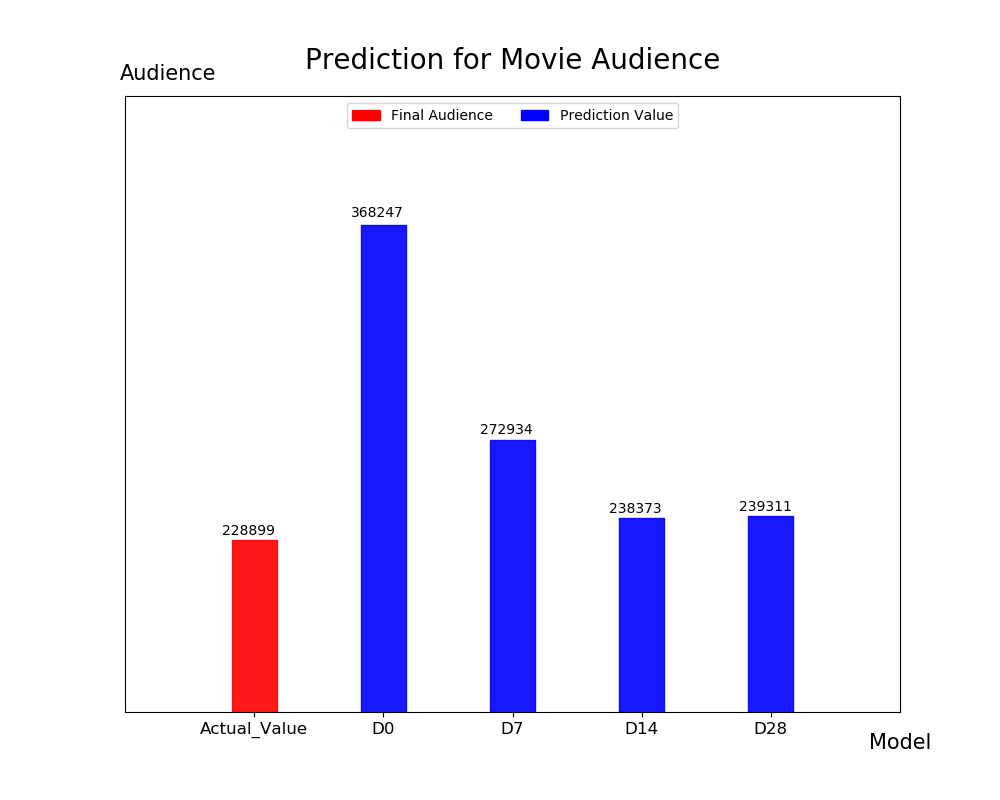 Prediction for Movie Audience
Audience
Final Audience
Prediction Value
368247
272934
239311
238373
228899
Actual_Value
D0
D7
D14
D28
Model